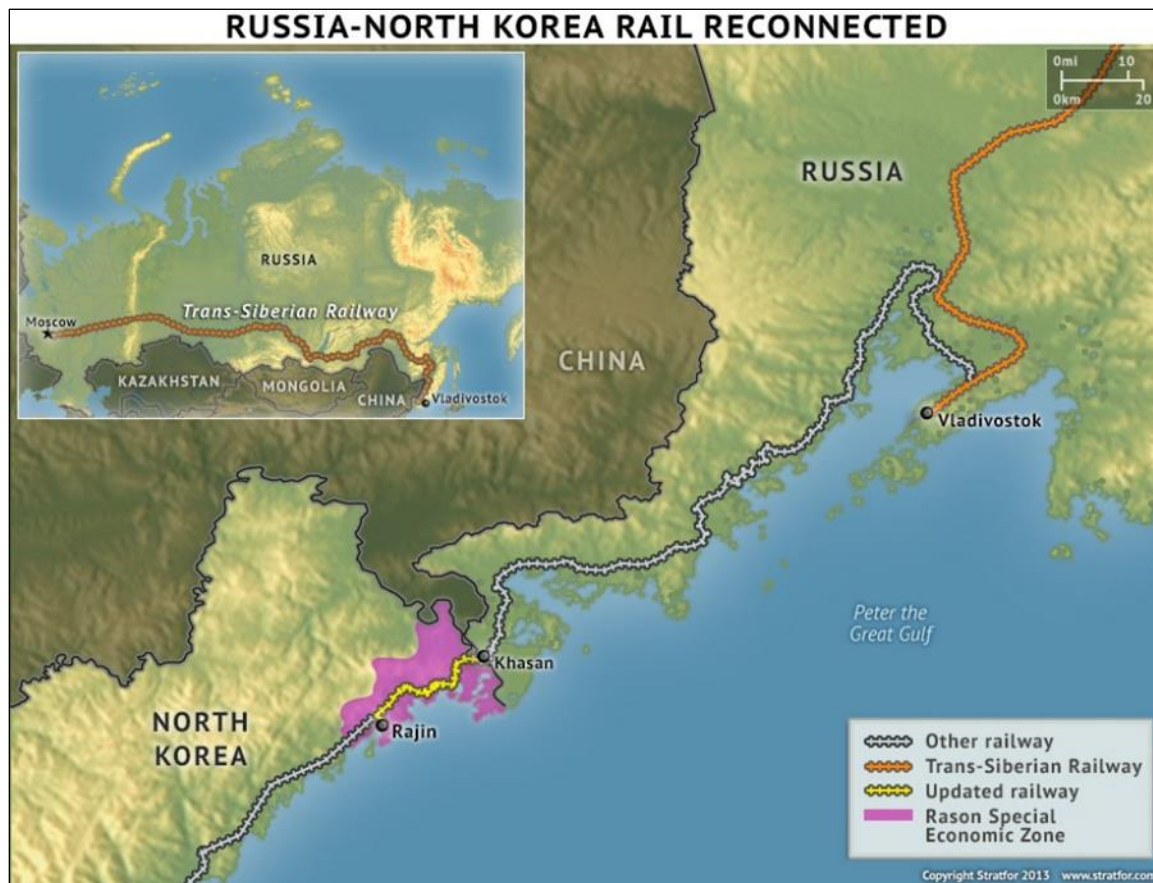 RUSSIA-NORTH KOREA RAIL RECONNECTED
RUSSIA
Trans-Siberian Railway
Moscow
KAZAKHSTAN
MONGOLIA
CHINA
Vladivostok
0mi 10
0km 20
RUSSIA
CHINA
Vladivostok
Peter the
Great Gulf
Khasan
NORTH
KOREA
Rajin
Other railway
Trans-Siberian Railway
Updated railway
Rason Special
Economic Zone
Copyright Stratfor 2013 www.stratfor.com